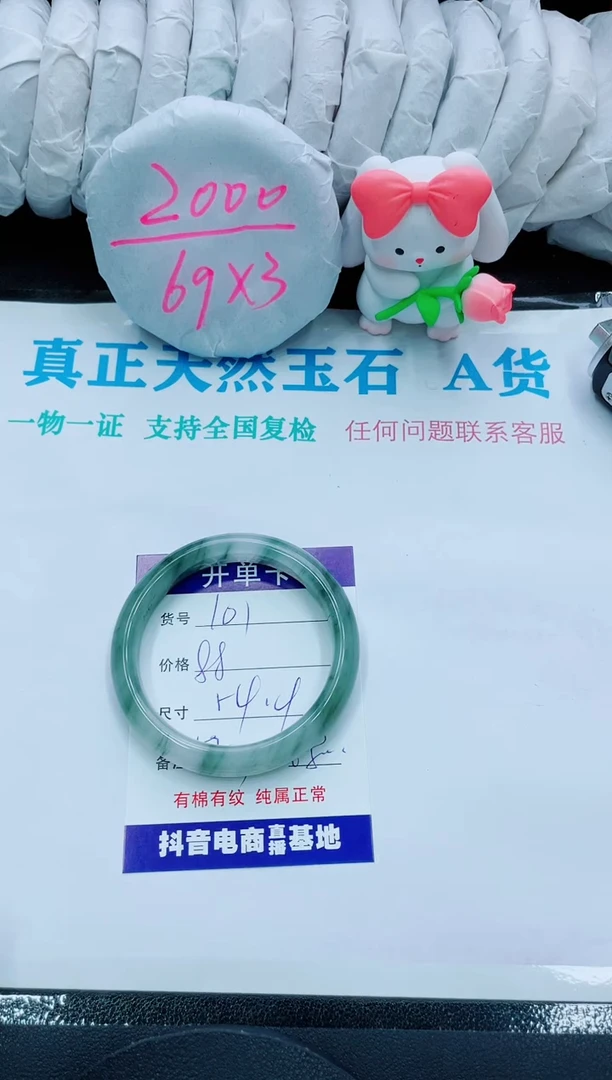 2000
69X3
真正天然玉石 A货
一物一证 支持全国复检 任何问题联系客服
开单卡
货号 101
价格 88
尺寸 54.4
备
有棉有纹 纯属正常
抖音电商直播基地